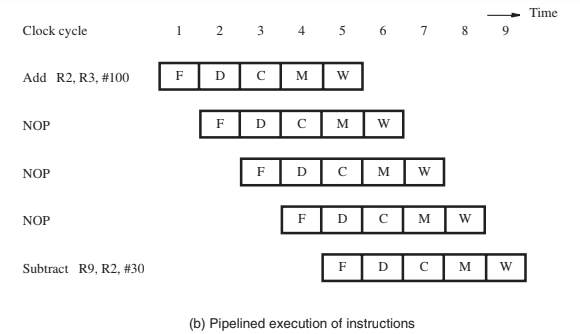 Time
Clock cycle 1 2 3 4 5 6 7 8 9
Add R2, R3, #100 F D C M W
NOP F D C M W
NOP F D C M W
NOP F D C M W
Subtract R9, R2, #30 F D C M W
(b) Pipelined execution of instructions